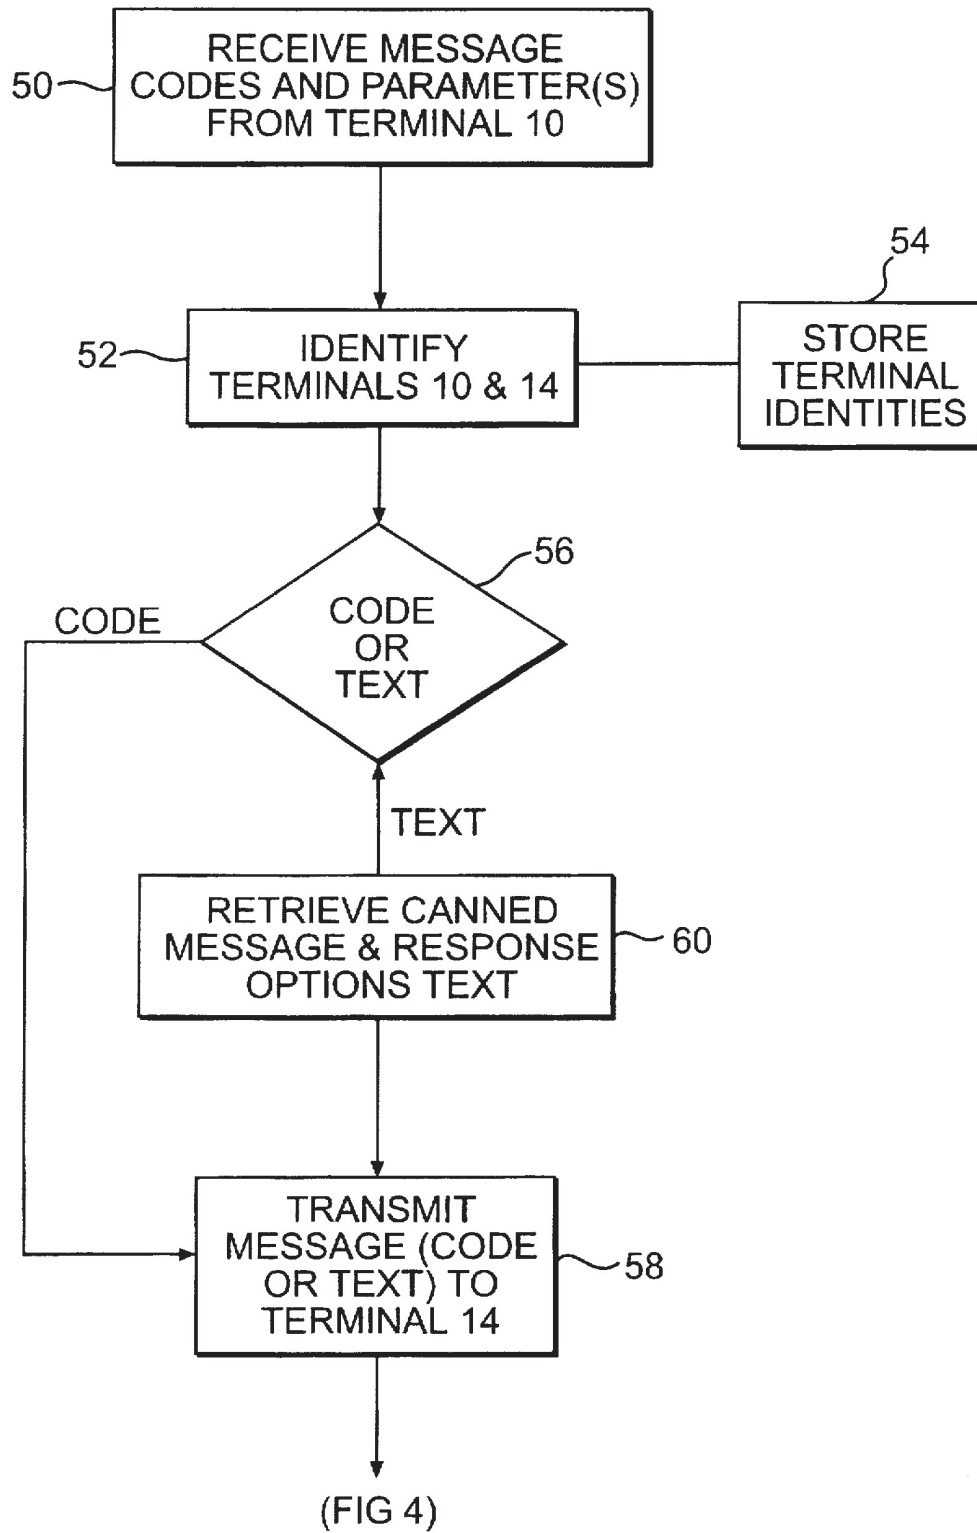 RECEIVE MESSAGE
CODES AND PARAMETER(S)
FROM TERMINAL 10
50
54
STORE
TERMINAL
IDENTITIES
52
IDENTIFY
TERMINALS 10 & 14
56
CODE
OR
TEXT
CODE
TEXT
RETRIEVE CANNED
MESSAGE & RESPONSE
OPTIONS TEXT
60
TRANSMIT
MESSAGE (CODE
OR TEXT) TO
TERMINAL 14
58
(FIG 4)